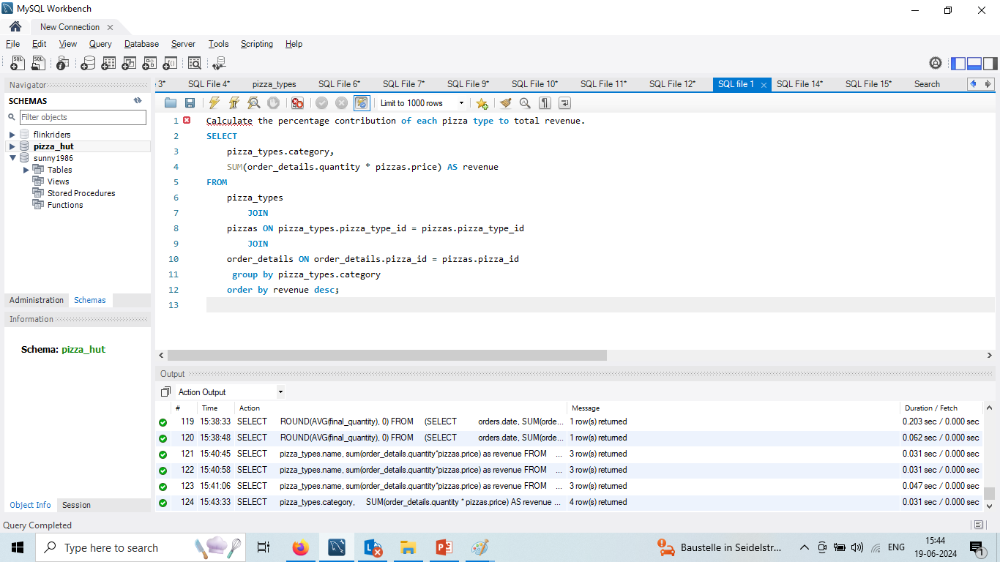 MySQL Workbench
New Connection
File Edit View Query Database Server Tools Scripting Help
Navigator
SCHEMAS
Filter objects
flinkriders
pizza_hut
sunny1986
Tables
Views
Stored Procedures
Functions
Administration Schemas
Information
Schema: pizza_hut
Object Info Session
3* SQL File 4* pizza_types SQL File 6* SQL File 7* SQL File 9* SQL File 10* SQL File 11* SQL File 12* SQL file 1 SQL File 14* SQL File 15* Search
Limit to 1000 rows
1 Calculate the percentage contribution of each pizza type to total revenue.
2 SELECT
3 pizza_types.category,
4 SUM(order_details.quantity * pizzas.price) AS revenue
5 FROM
6 pizza_types
7 JOIN
8 pizzas ON pizza_types.pizza_type_id = pizzas.pizza_type_id
9 JOIN
10 order_details ON order_details.pizza_id = pizzas.pizza_id
11 group by pizza_types.category
12 order by revenue desc;
13
Output
Action Output
# Time Action Message Duration / Fetch
119 15:38:33 SELECT ROUND(AVG(final_quantity), 0) FROM (SELECT orders.date, SUM(orde... 1 row(s) returned 0.203 sec / 0.000 sec
120 15:38:48 SELECT ROUND(AVG(final_quantity), 0) FROM (SELECT orders.date, SUM(orde... 1 row(s) returned 0.062 sec / 0.000 sec
121 15:40:45 SELECT pizza_types.name, sum(order_details.quantity*pizzas.price) as revenue FROM ... 3 row(s) returned 0.031 sec / 0.000 sec
122 15:40:58 SELECT pizza_types.name, sum(order_details.quantity*pizzas.price) as revenue FROM ... 3 row(s) returned 0.031 sec / 0.000 sec
123 15:41:06 SELECT pizza_types.name, sum(order_details.quantity*pizzas.price) as revenue FROM ... 3 row(s) returned 0.047 sec / 0.000 sec
124 15:43:33 SELECT pizza_types.category, SUM(order_details.quantity * pizzas.price) AS revenue ... 4 row(s) returned 0.031 sec / 0.000 sec
Query Completed
Type here to search
Baustelle in Seidelstr...
ENG
15:44
19-06-2024
1